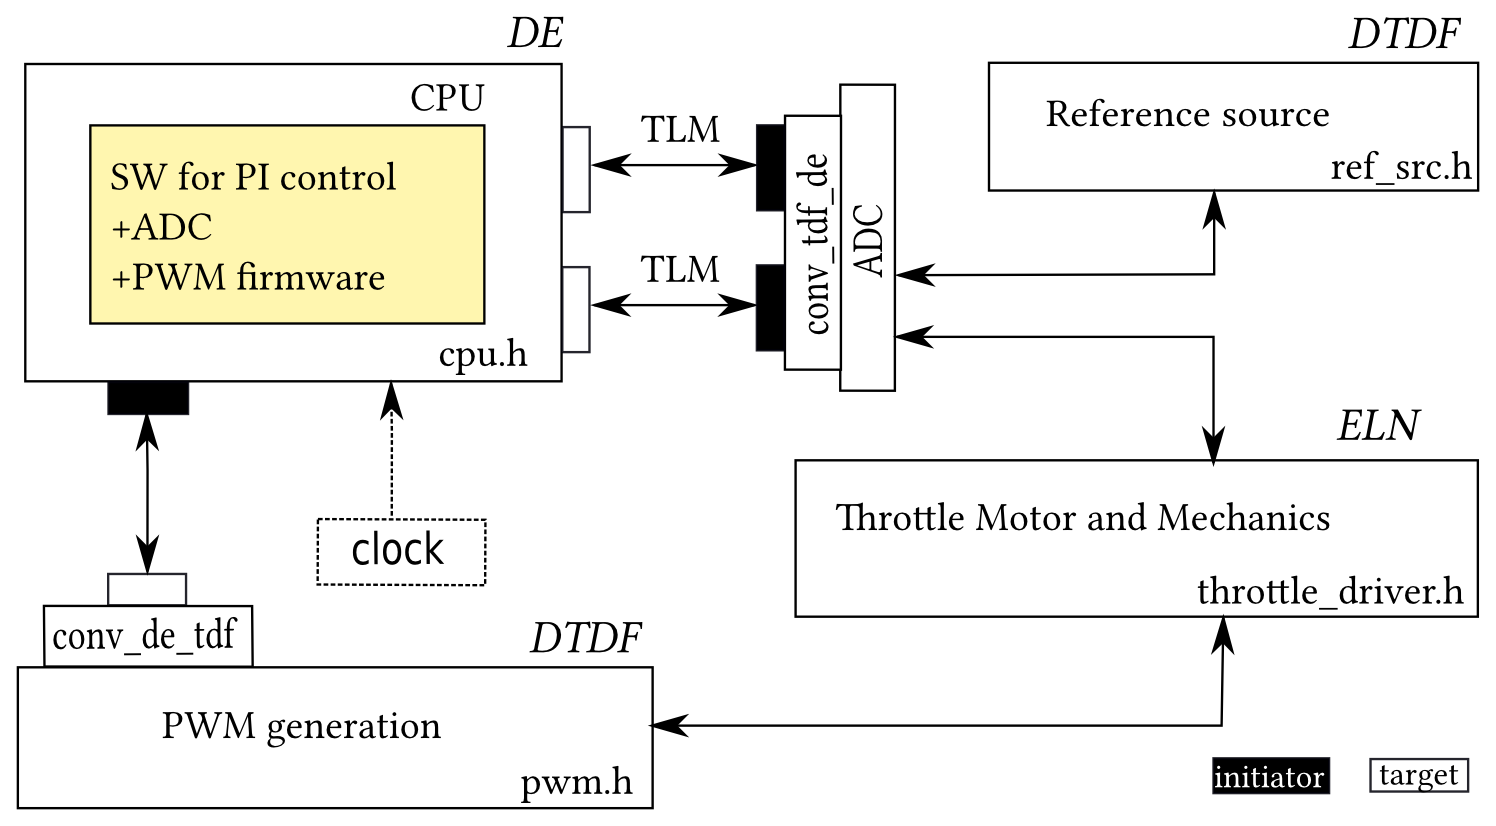 DE
CPU
SW for PI control
+ADC
+PWM firmware
cpu.h
TLM
TLM
conv_tdf_de
ADC
DTDF
Reference source
ref_src.h
ELN
Throttle Motor and Mechanics
throttle_driver.h
clock
conv_de_tdf
DTDF
PWM generation
pwm.h
initiator
target